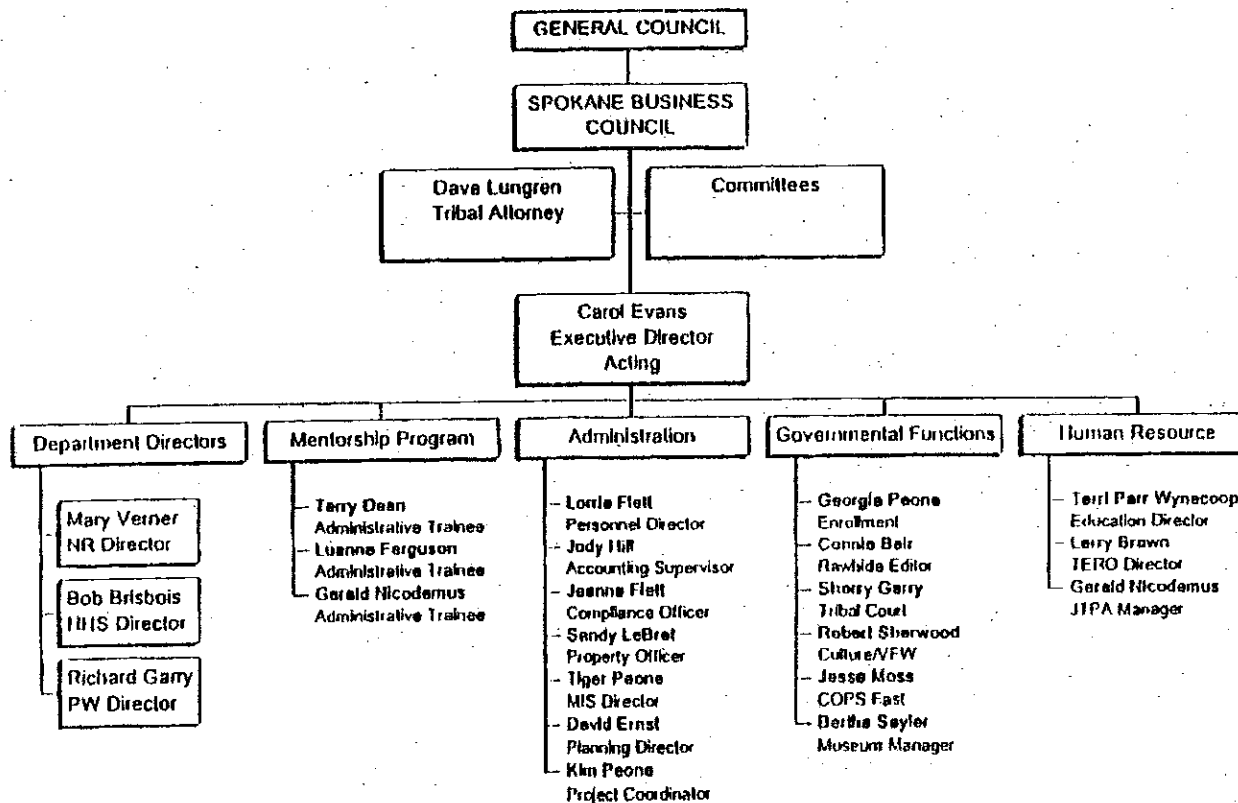 GENERAL COUNCIL
SPOKANE BUSINESS
COUNCIL
Dave Lungren
Tribal Attorney
Committees
Carol Evans
Executive Director
Acting
Department Directors
Mary Verner
NR Director
Bob Brisbois
HHS Director
Richard Garry
PW Director
Mentorship Program
Terry Dean
Administrative Trainee
Luanne Ferguson
Administrative Trainee
Gerald Nicodemus
Administrative Trainee
Administration
Lorrie Flett
Personnel Director
Judy Hill
Accounting Supervisor
Jeanne Flett
Compliance Officer
Sandy LeBret
Property Officer
Tiger Peone
MIS Director
David Ernst
Planning Director
Kim Peone
Project Coordinator
Governmental Functions
Georgia Peone
Enrollment
Connie Bair
Rawhide Editor
Sherry Garry
Tribal Court
Robert Sherwood
Culture/VFW
Jesse Moss
COPS Fast
Bertha Seyler
Museum Manager
Human Resource
Terri Parr Wynecoop
Education Director
Larry Brown
TERO Director
Gerald Nicodemus
JTPA Manager